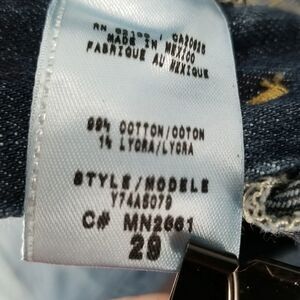 MADE IN MEXICO
FABRIQUE AU MEXIQUE
99% COTTON/COTON
1% LYCRA/LYCRA
STYLE/MODELE
Y74A5079
C# MN2661
29